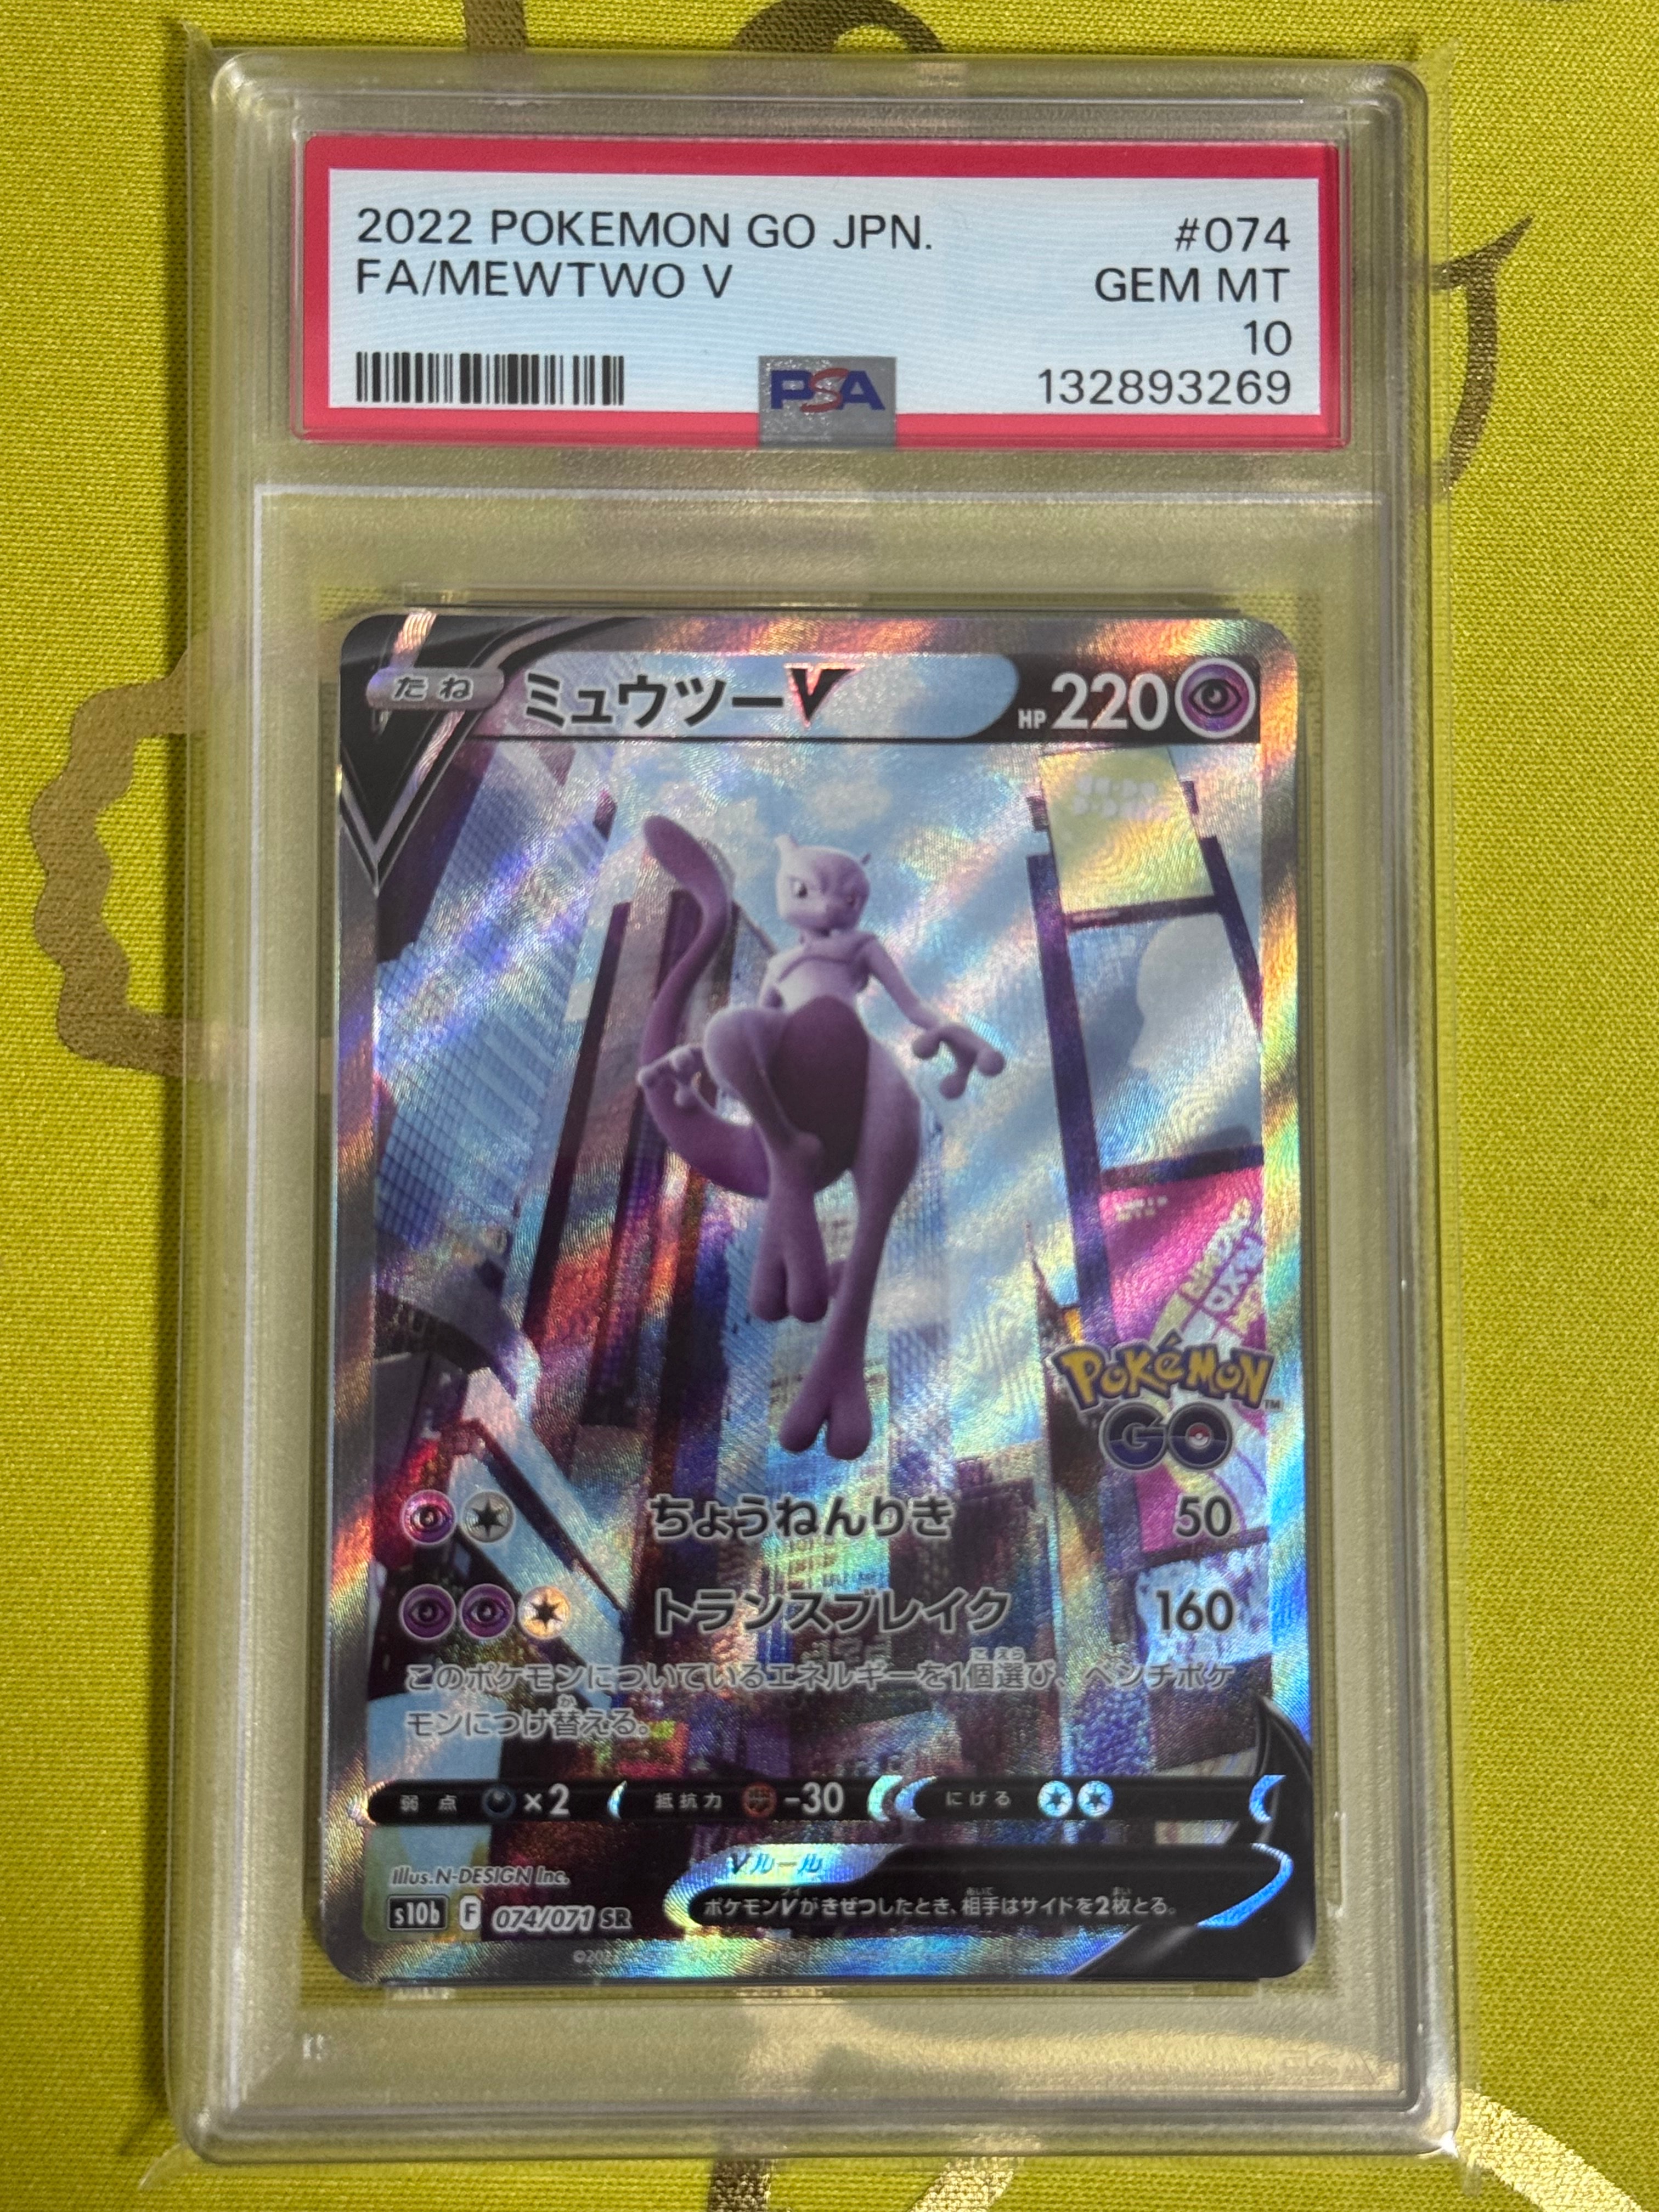 2022 POKEMON GO JPN. #074
FA/MEWTWO V GEM MT
10
PSA 132893269
たね ミュウツーV HP 220
POKéMON™
GO
ちょうねんりき 50
トランスブレイク 160
このポケモンについているエネルギーを1個選び、ベンチポケ
モンにつけ替える。
弱点 ×2 抵抗力 -30 にげる
Illus. N-DESIGN Inc. Vルール
s10b F 074/071 SR ポケモンVがきぜつしたとき、相手はサイドを2枚とる。